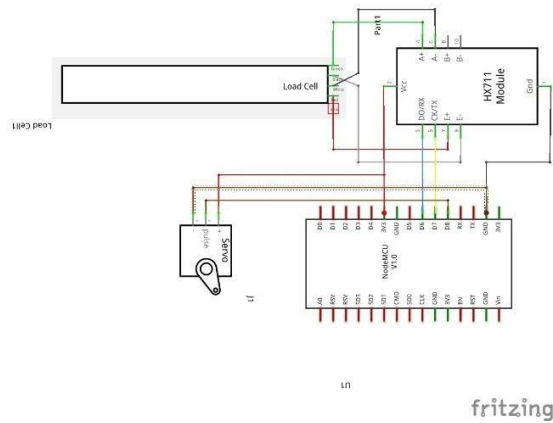 Part1
A+
A-
B+
B-
Load Cell
Vcc
HX711
Module
Gnd
DO/RX
CK/TX
E+
E-
Load Cell1
D0
D1
D2
D3
D4
3V3
GND
D5
D6
D7
D8
RX
TX
GND
3V3
-
pulse
+
Servo
NodeMCU
V1.0
J1
A0
RSV
RSV
SD3
SD2
SD1
CMD
SD0
CLK
GND
3V3
EN
RST
GND
Vin
U1
fritzing